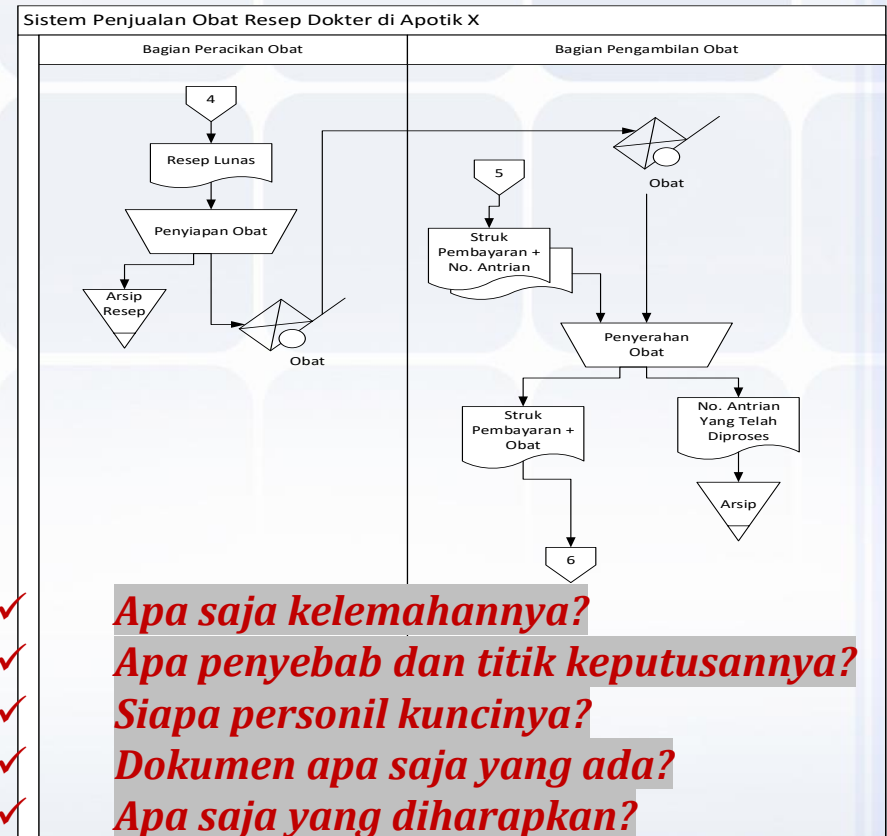 Sistem Penjualan Obat Resep Dokter di Apotik X
Bagian Peracikan Obat
Bagian Pengambilan Obat
4
Resep Lunas
Penyiapan Obat
Arsip
Resep
Obat
Obat
5
Struk
Pembayaran +
No. Antrian
Penyerahan
Obat
Struk
Pembayaran +
Obat
No. Antrian
Yang Telah
Diproses
Arsip
6
✓ Apa saja kelemahannya?
✓ Apa penyebab dan titik keputusannya?
✓ Siapa personil kuncinya?
✓ Dokumen apa saja yang ada?
✓ Apa saja yang diharapkan?